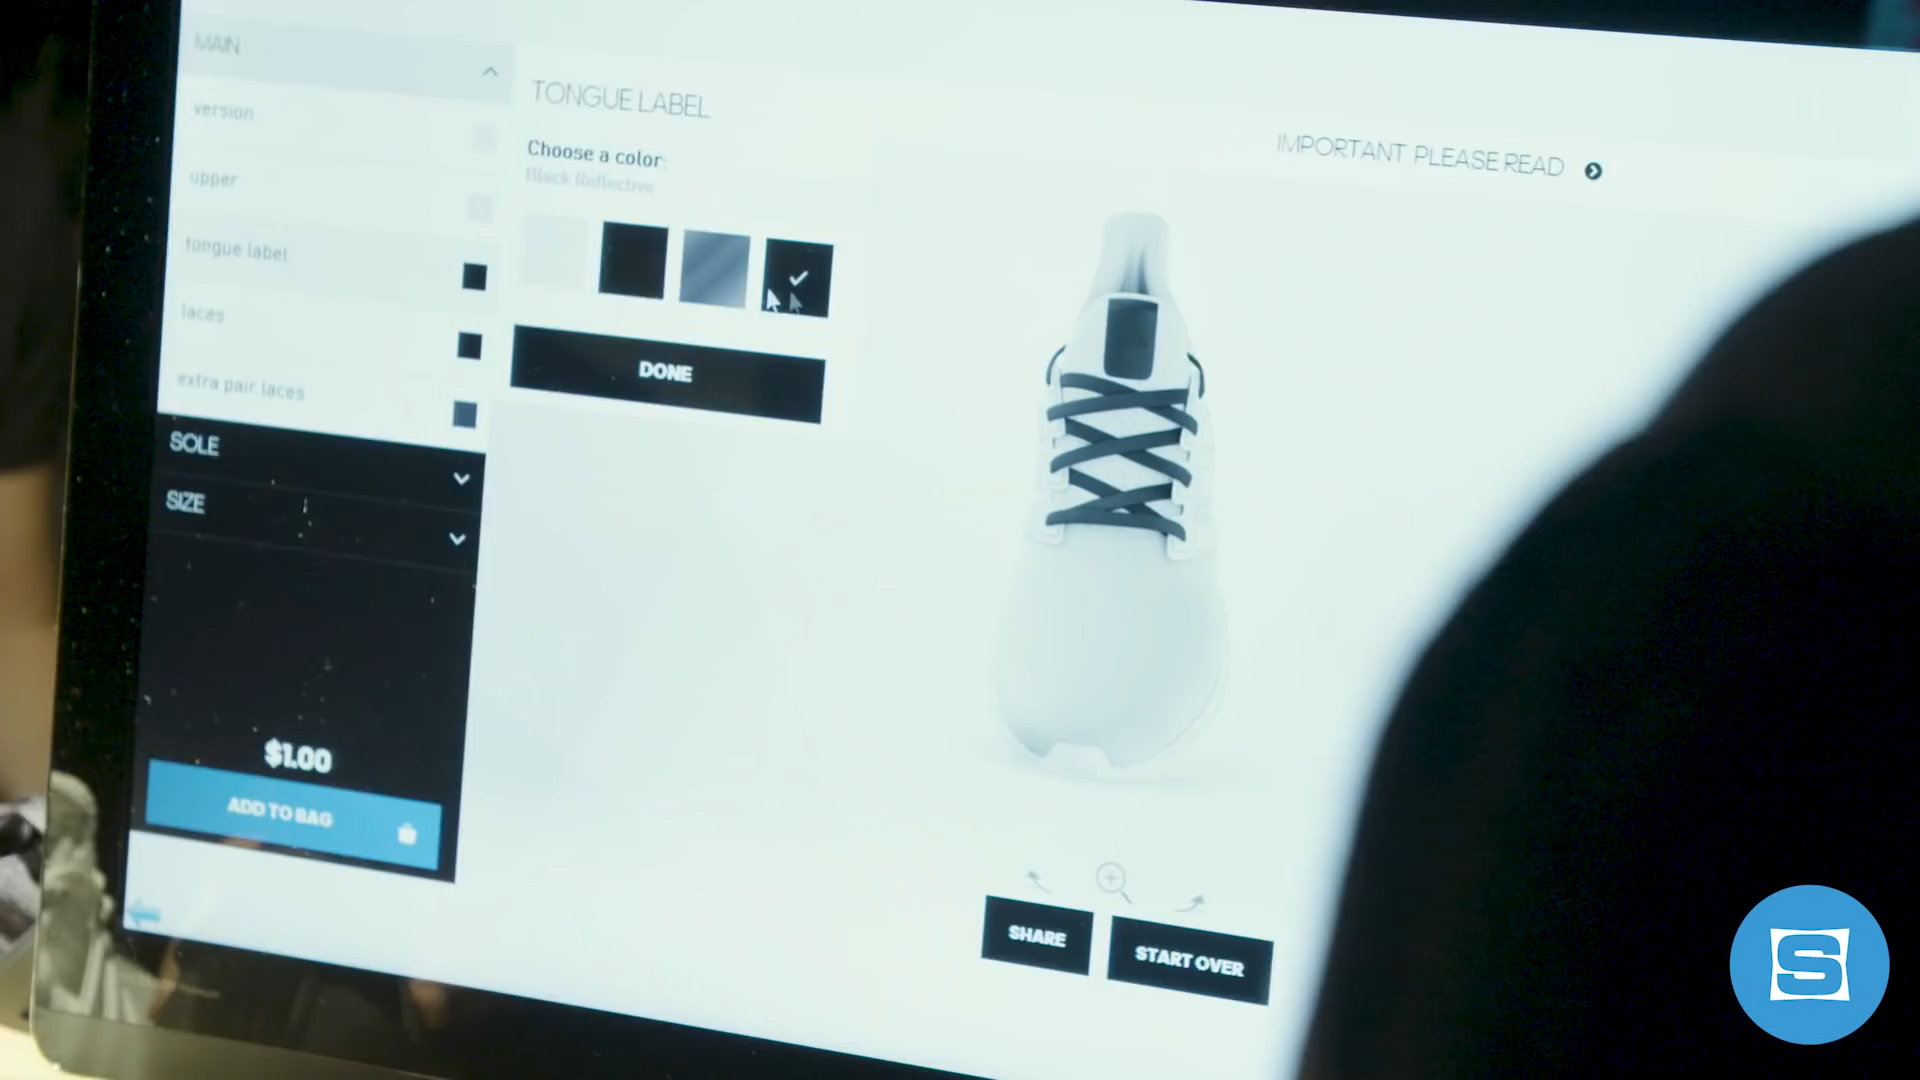 MAIN
version
upper
tongue label
laces
extra pair laces
SOLE
SIZE
$1.00
ADD TO BAG
TONGUE LABEL
Choose a color:
Black Reflective
DONE
IMPORTANT PLEASE READ
SHARE
START OVER
S